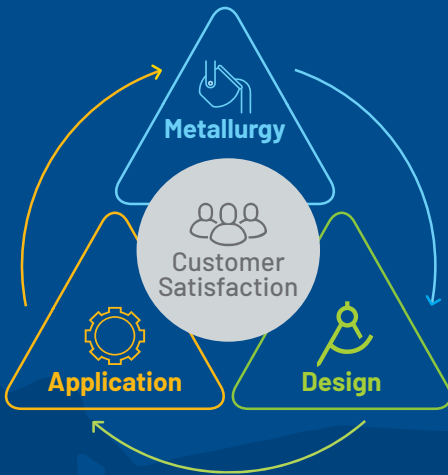 Metallurgy
Customer
Satisfaction
Application
Design